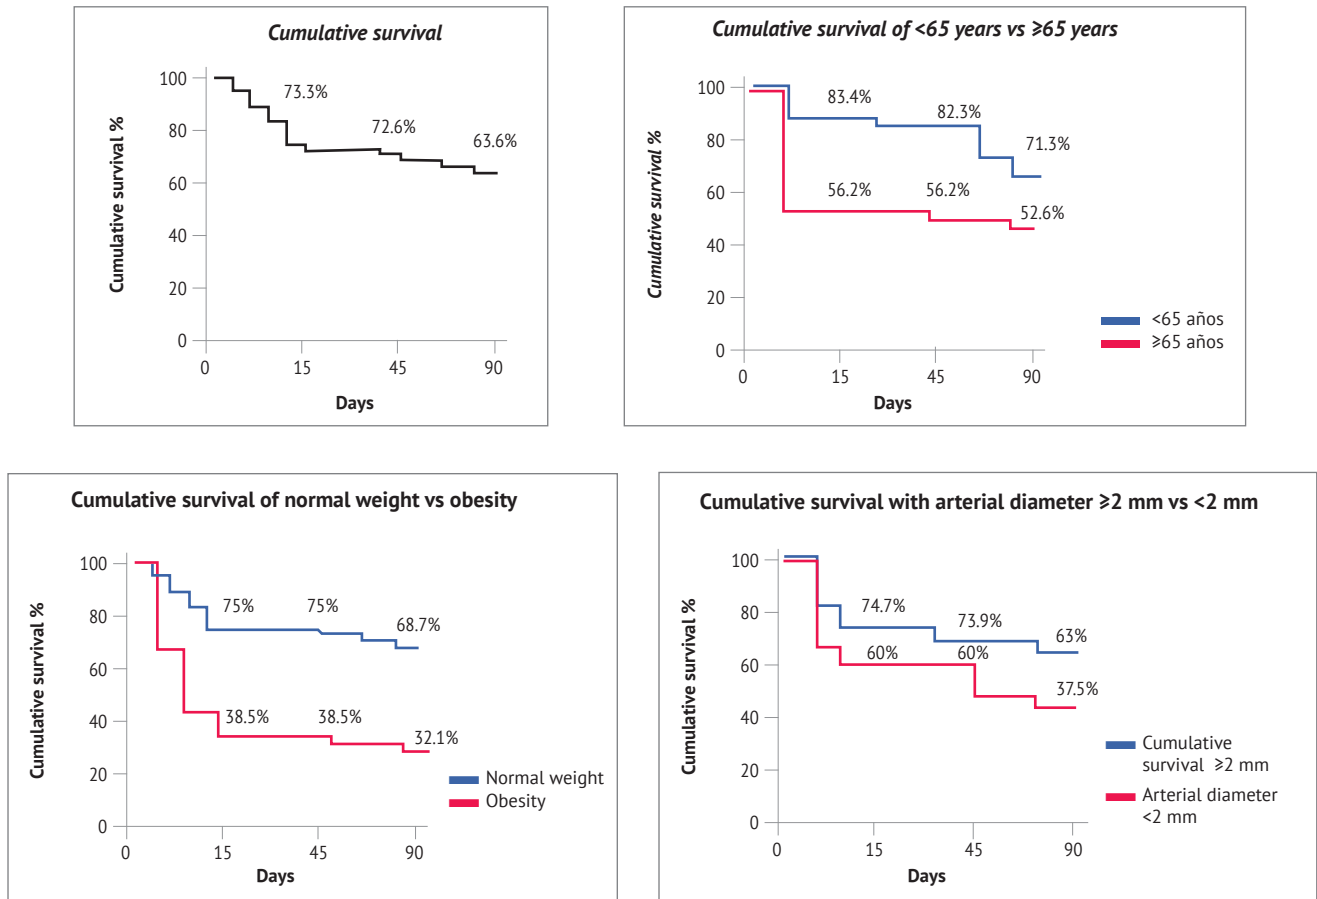 Cumulative survival
Cumulative survival %
100
80
60
40
20
0
73.3%
72.6%
63.6%
0 15 45 90
Days
Cumulative survival of <65 years vs ⩾65 years
Cumulative survival %
100
80
60
40
20
0
83.4%
82.3%
71.3%
56.2%
56.2%
52.6%
<65 años
⩾65 años
0 15 45 90
Days
Cumulative survival of normal weight vs obesity
Cumulative survival %
100
80
60
40
20
0
75%
75%
68.7%
38.5%
38.5%
32.1%
Normal weight
Obesity
0 15 45 90
Days
Cumulative survival with arterial diameter ⩾2 mm vs <2 mm
Cumulative survival %
100
80
60
40
20
0
74.7%
73.9%
63%
60%
60%
37.5%
Cumulative
survival ⩾2 mm
Arterial diameter
<2 mm
0 15 45 90
Days